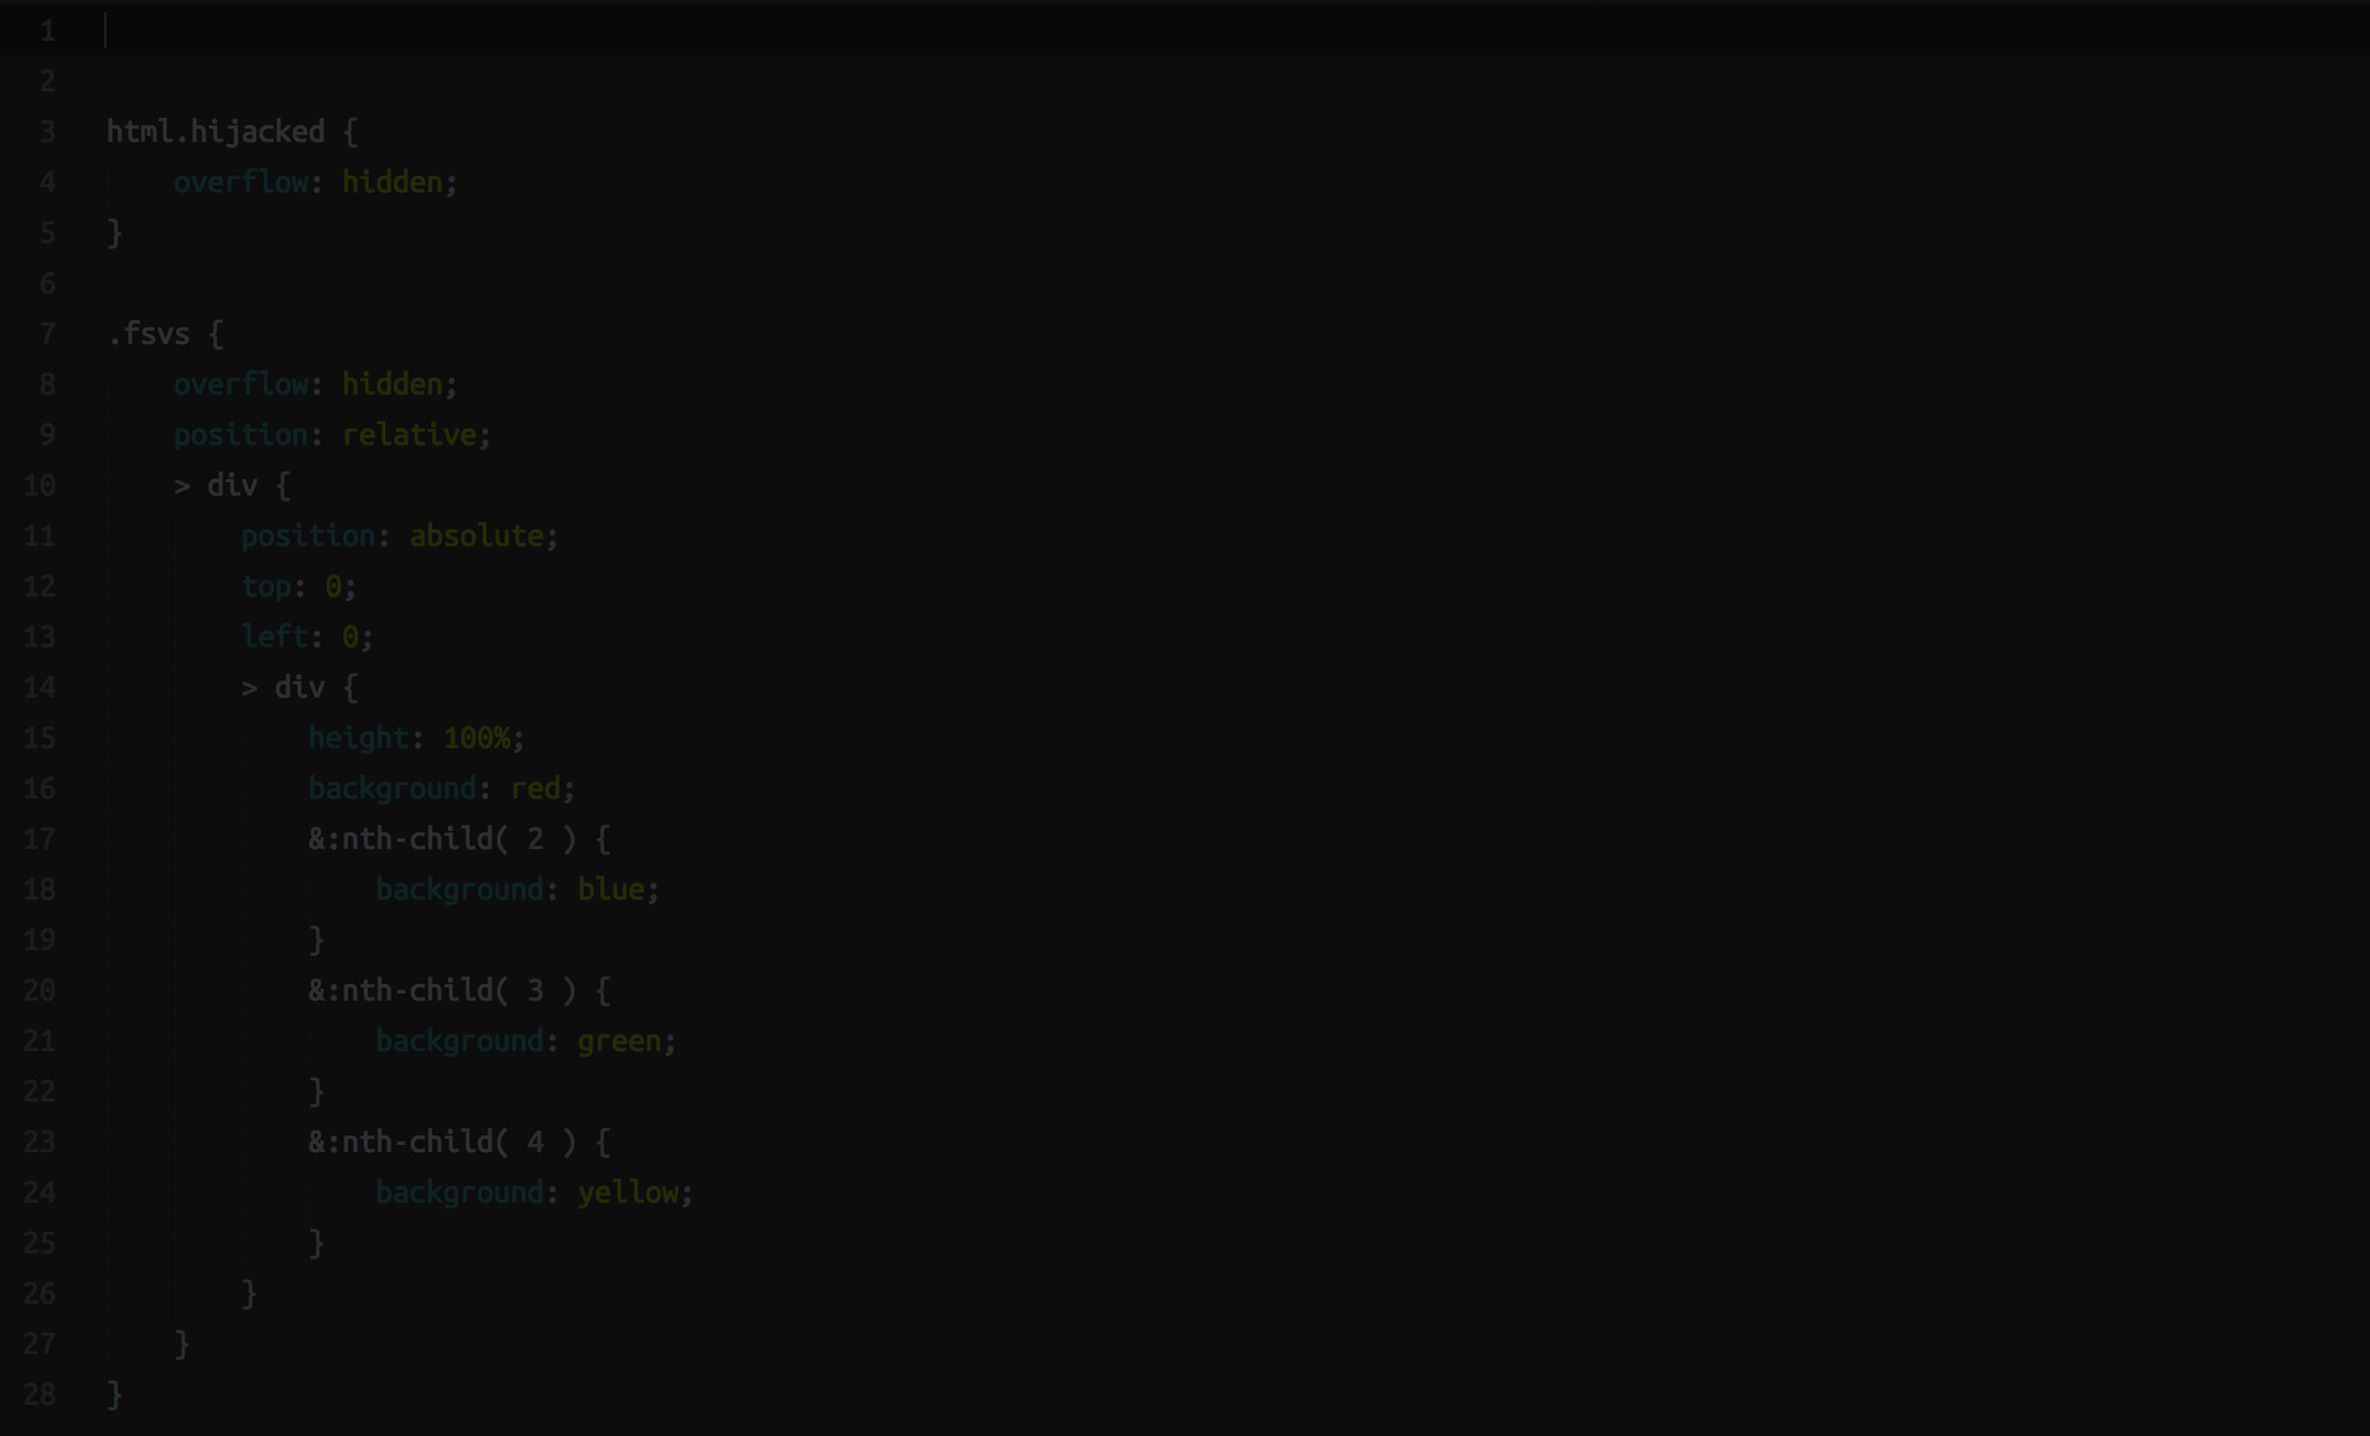 1
2
3 html.hijacked {
4     overflow: hidden;
5 }
6
7 .fsvs {
8     overflow: hidden;
9     position: relative;
10     > div {
11         position: absolute;
12         top: 0;
13         left: 0;
14         > div {
15             height: 100%;
16             background: red;
17             &:nth-child( 2 ) {
18                 background: blue;
19             }
20             &:nth-child( 3 ) {
21                 background: green;
22             }
23             &:nth-child( 4 ) {
24                 background: yellow;
25             }
26         }
27     }
28 }